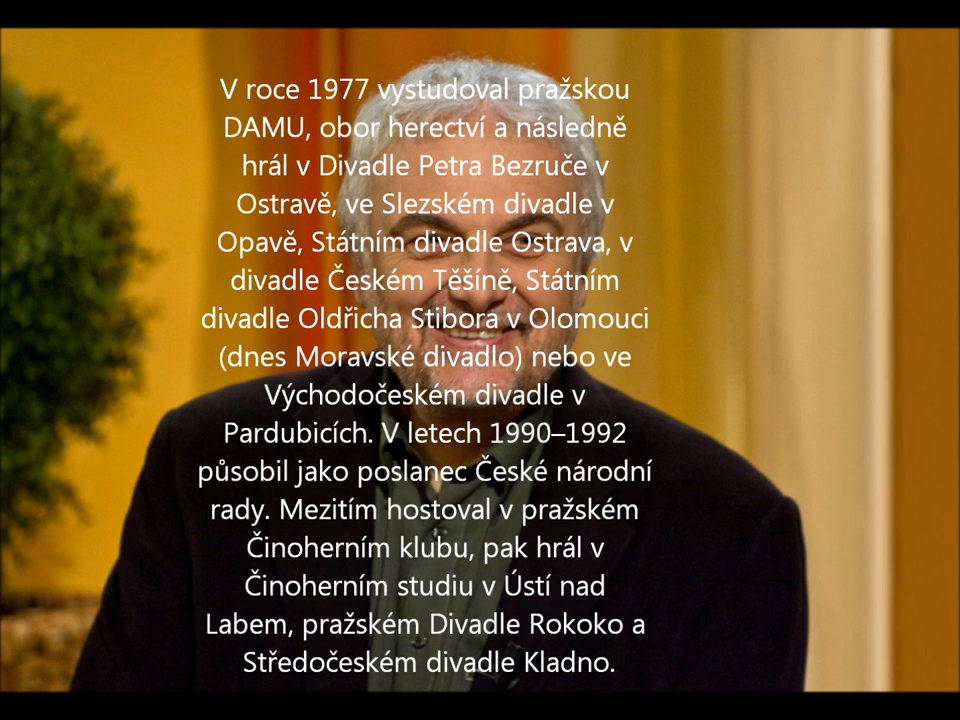 V roce 1977 vystudoval pražskou
DAMU, obor herectví a následně
hrál v Divadle Petra Bezruče v
Ostravě, ve Slezském divadle v
Opavě, Státním divadle Ostrava, v
divadle Českém Těšíně, Státním
divadle Oldřicha Stibora v Olomouci
(dnes Moravské divadlo) nebo ve
Východočeském divadle v
Pardubicích. V letech 1990–1992
působil jako poslanec České národní
rady. Mezitím hostoval v pražském
Činoherním klubu, pak hrál v
Činoherním studiu v Ústí nad
Labem, pražském Divadle Rokoko a
Středočeském divadle Kladno.